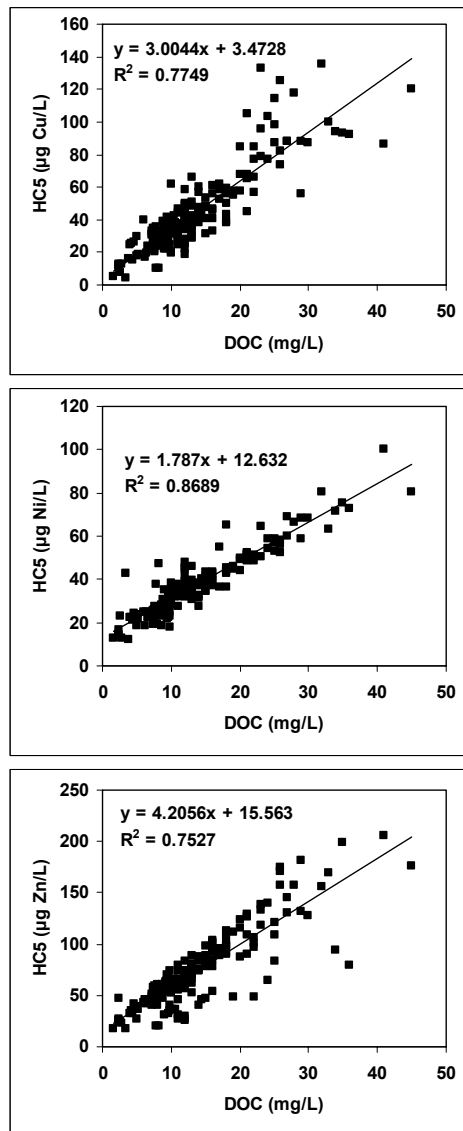 y = 3.0044x + 3.4728
R² = 0.7749
HC5 (µg Cu/L)
160
140
120
100
80
60
40
20
0
0 10 20 30 40 50
DOC (mg/L)
y = 1.787x + 12.632
R² = 0.8689
HC5 (µg Ni/L)
120
100
80
60
40
20
0
0 10 20 30 40 50
DOC (mg/L)
y = 4.2056x + 15.563
R² = 0.7527
HC5 (µg Zn/L)
250
200
150
100
50
0
0 10 20 30 40 50
DOC (mg/L)